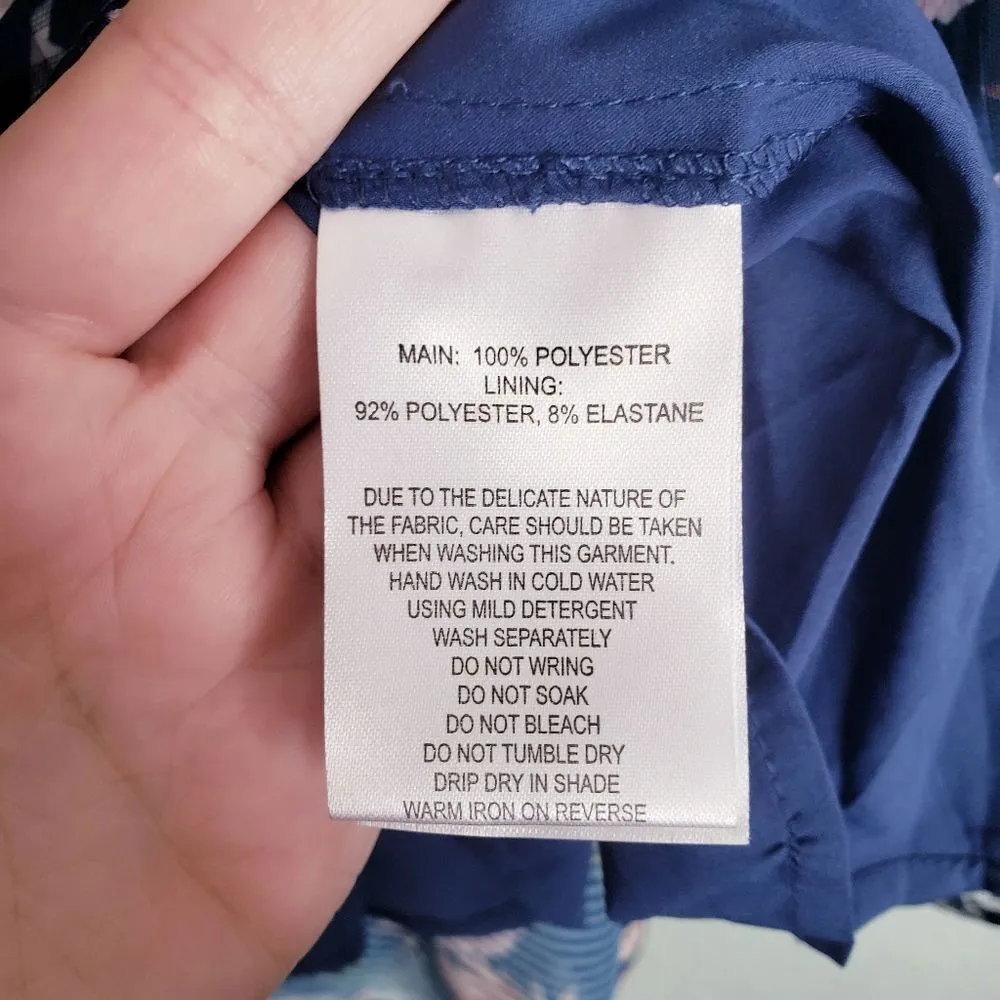 MAIN: 100% POLYESTER
LINING:
92% POLYESTER, 8% ELASTANE
DUE TO THE DELICATE NATURE OF
THE FABRIC, CARE SHOULD BE TAKEN
WHEN WASHING THIS GARMENT.
HAND WASH IN COLD WATER
USING MILD DETERGENT
WASH SEPARATELY
DO NOT WRING
DO NOT SOAK
DO NOT BLEACH
DO NOT TUMBLE DRY
DRIP DRY IN SHADE
WARM IRON ON REVERSE